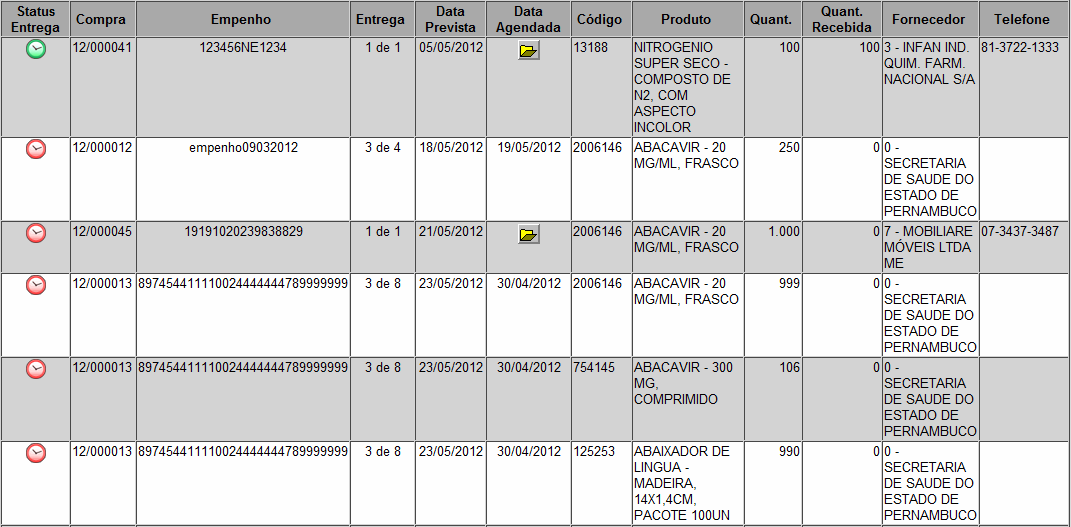 Status Entrega Compra Empenho Entrega Data Prevista Data Agendada Código Produto Quant. Quant. Recebida Fornecedor Telefone
12/000041 123456NE1234 1 de 1 05/05/2012 13188 NITROGENIO 100 100 3 - INFAN IND. 81-3722-1333
SUPER SECO - QUIM. FARM.
COMPOSTO DE NACIONAL S/A
N2, COM
ASPECTO
INCOLOR
12/000012 empenho09032012 3 de 4 18/05/2012 19/05/2012 2006146 ABACAVIR - 20 250 0 0 -
MG/ML, FRASCO SECRETARIA
DE SAUDE DO
ESTADO DE
PERNAMBUCO
12/000045 19191020239838829 1 de 1 21/05/2012 2006146 ABACAVIR - 20 1.000 0 7 - MOBILIARE 07-3437-3487
MG/ML, FRASCO MÓVEIS LTDA
ME
12/000013 8974544111100244444447899999999 3 de 8 23/05/2012 30/04/2012 2006146 ABACAVIR - 20 999 0 0 -
MG/ML, FRASCO SECRETARIA
DE SAUDE DO
ESTADO DE
PERNAMBUCO
12/000013 8974544111100244444447899999999 3 de 8 23/05/2012 30/04/2012 754145 ABACAVIR - 300 106 0 0 -
MG, SECRETARIA
COMPRIMIDO DE SAUDE DO
ESTADO DE
PERNAMBUCO
12/000013 8974544111100244444447899999999 3 de 8 23/05/2012 30/04/2012 125253 ABAIXADOR DE 990 0 0 -
LINGUA - SECRETARIA
MADEIRA, DE SAUDE DO
14X1,4CM, ESTADO DE
PACOTE 100UN PERNAMBUCO